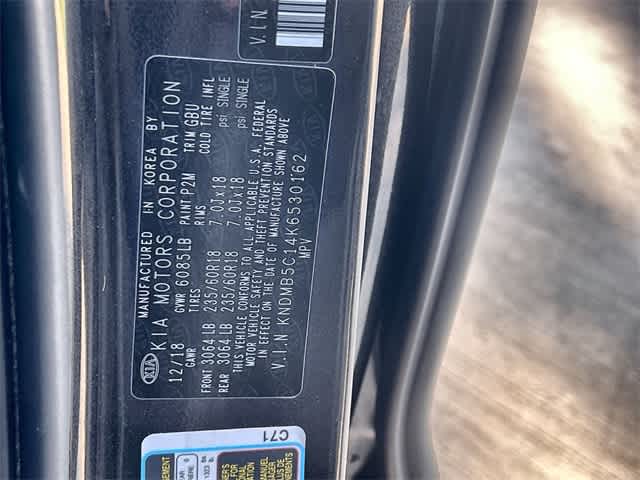 MANUFACTURED IN KOREA BY
KIA KIA MOTORS CORPORATION
12/18 GVWR 6085LB PAINT P2M TRIM GBU
GAWR TIRES RIMS COLD TIRE INFL
FRONT 3064LB 235/60R18 7.0Jx18 psi SINGLE
REAR 3064LB 235/60R18 7.0Jx18 psi SINGLE
THIS VEHICLE CONFORMS TO ALL APPLICABLE U.S.A. FEDERAL
MOTOR VEHICLE SAFETY AND THEFT PREVENTION STANDARDS
IN EFFECT ON THE DATE OF MANUFACTURE SHOWN ABOVE
V.I.N KNDMB5C14K6530162
MPV
V.I.N
C71